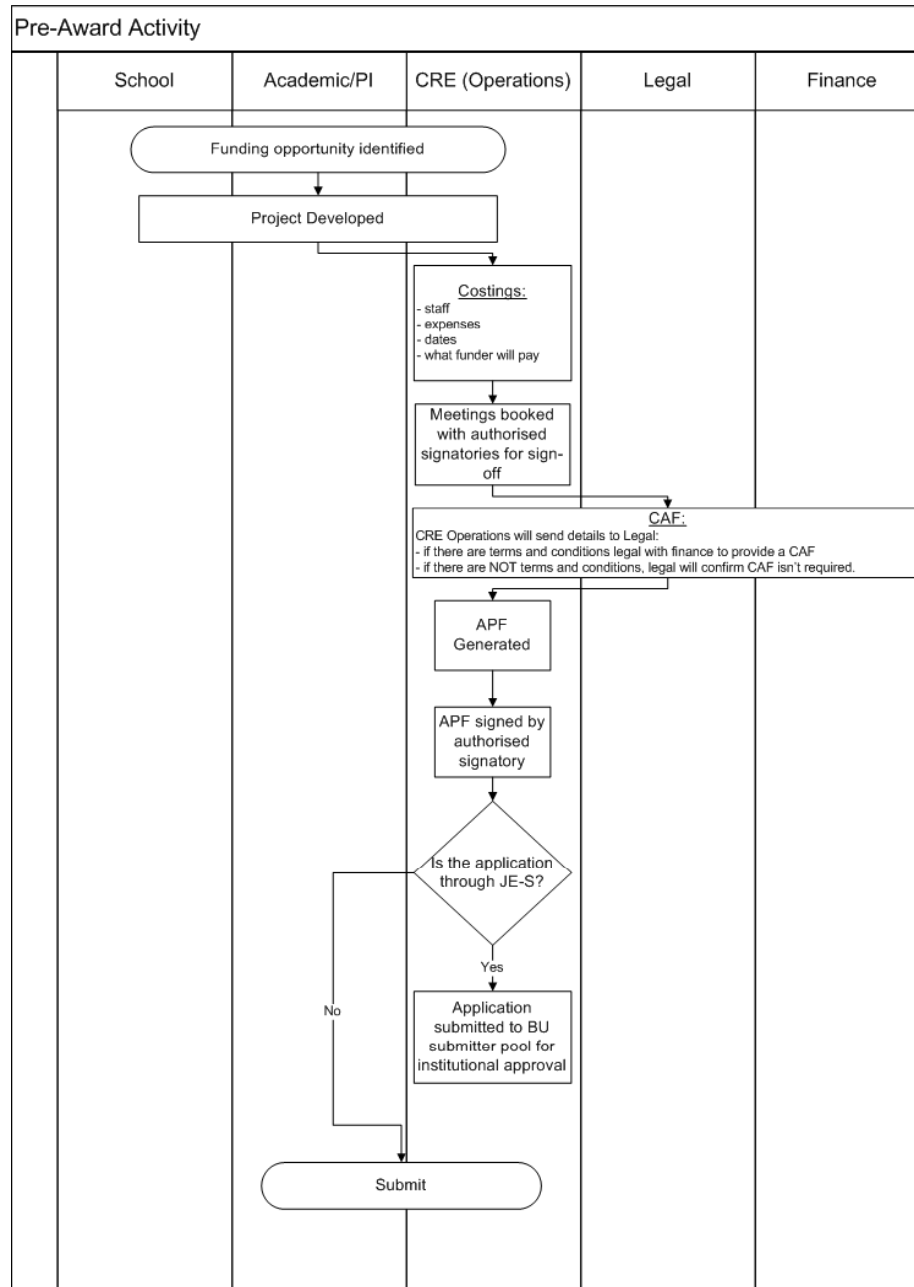 Pre-Award Activity
School
Academic/PI
CRE (Operations)
Legal
Finance
Funding opportunity identified
Project Developed
Costings:
- staff
- expenses
- dates
- what funder will pay
Meetings booked
with authorised
signatories for sign-
off
CAF:
CRE Operations will send details to Legal:
- if there are terms and conditions legal with finance to provide a CAF
- if there are NOT terms and conditions, legal will confirm CAF isn't required.
APF
Generated
APF signed by
authorised
signatory
Is the application
through JE-S?
Yes
No
Application
submitted to BU
submitter pool for
institutional approval
Submit